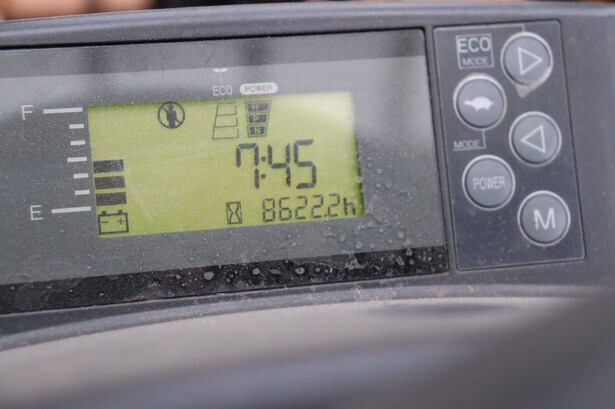 ECO
MODE
F
ECO POWER
H
P
N
7:45
MODE
POWER
E
- +
8622.2h
M